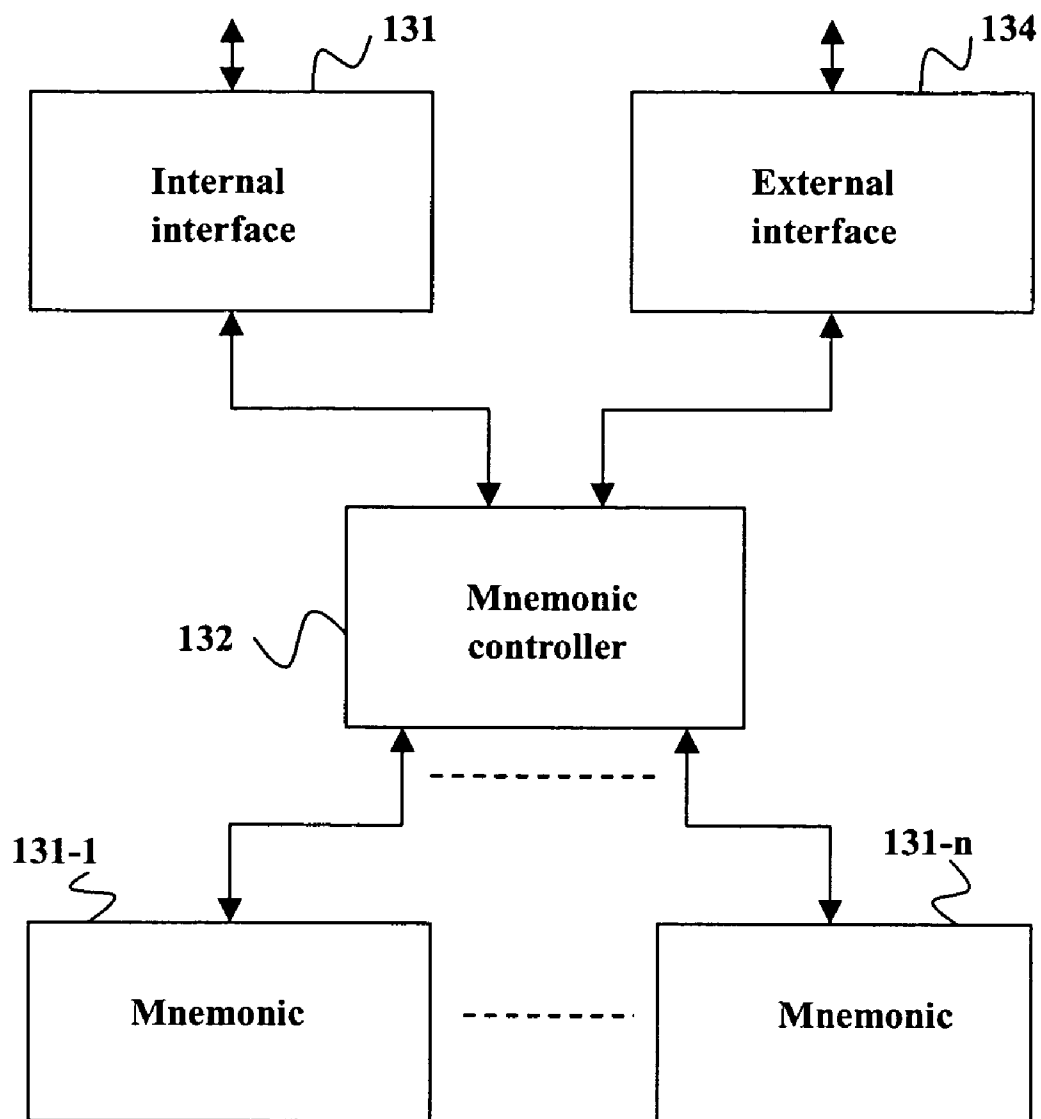 131
134
Internal
interface
External
interface
132
Mnemonic
controller
131-1
131-n
Mnemonic
Mnemonic